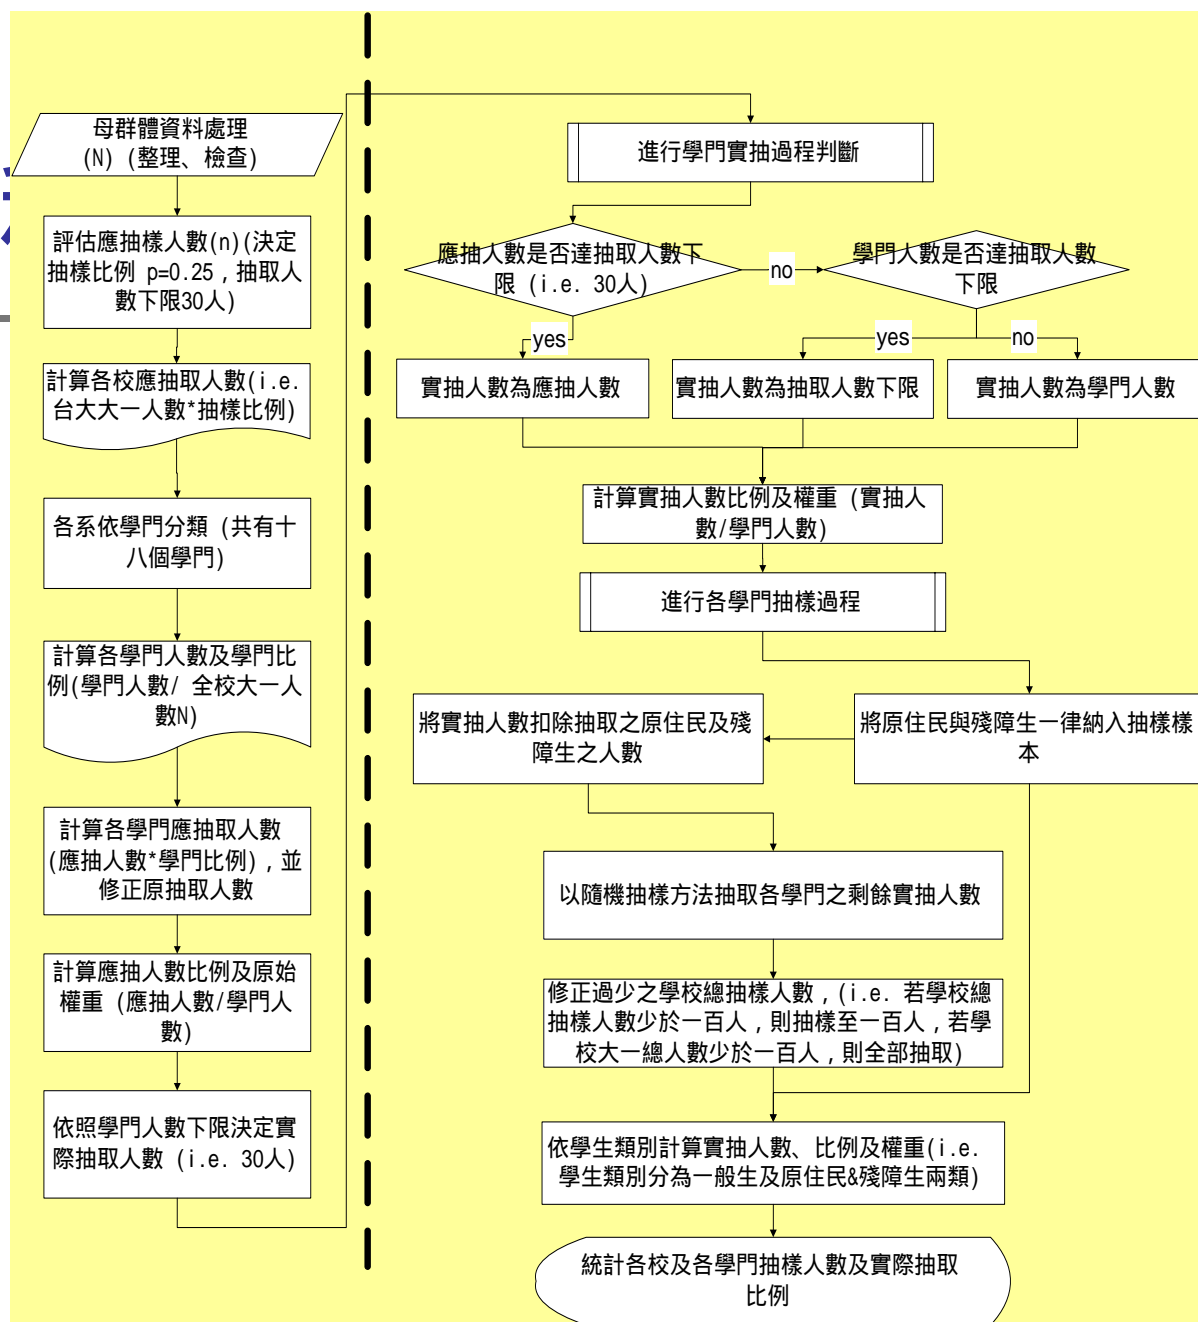 母群體資料處理
(N) (整理、檢查)
評估應抽樣人數(n)(決定
抽樣比例 p=0.25，抽取人
數下限30人)
計算各校應抽取人數(i.e.
台大大一人數*抽樣比例)
各系依學門分類 (共有十
八個學門)
計算各學門人數及學門比
例(學門人數/ 全校大一人
數N)
計算各學門應抽取人數
(應抽人數*學門比例)，並
修正原抽取人數
計算應抽人數比例及原始
權重 (應抽人數/學門人
數)
依照學門人數下限決定實
際抽取人數 (i.e. 30人)
進行學門實抽過程判斷
應抽人數是否達抽取人數下
限 (i.e. 30人)
no
學門人數是否達抽取人數
下限
yes
yes
no
實抽人數為應抽人數
實抽人數為抽取人數下限
實抽人數為學門人數
計算實抽人數比例及權重 (實抽人
數/學門人數)
進行各學門抽樣過程
將原住民與殘障生一律納入抽樣樣
本
將實抽人數扣除抽取之原住民及殘
障生之人數
以隨機抽樣方法抽取各學門之剩餘實抽人數
修正過少之學校總抽樣人數，(i.e. 若學校總
抽樣人數少於一百人，則抽樣至一百人，若學
校大一總人數少於一百人，則全部抽取)
依學生類別計算實抽人數、比例及權重(i.e.
學生類別分為一般生及原住民&殘障生兩類)
統計各校及各學門抽樣人數及實際抽取
比例